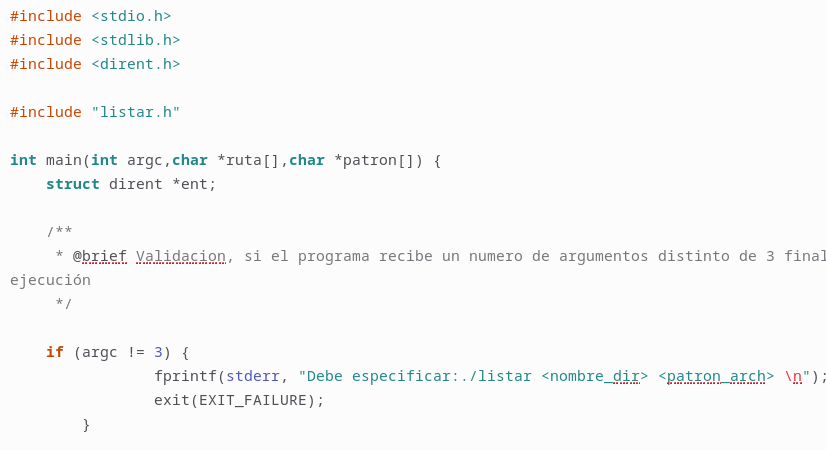 #include <stdio.h>
#include <stdlib.h>
#include <dirent.h>
#include "listar.h"
int main(int argc,char *ruta[],char *patron[]) {
struct dirent *ent;
/**
* @brief Validacion, si el programa recibe un numero de argumentos distinto de 3 final
ejecución
*/
if (argc != 3) {
fprintf(stderr, "Debe especificar:./listar <nombre_dir> <patron_arch> \n");
exit(EXIT_FAILURE);
}